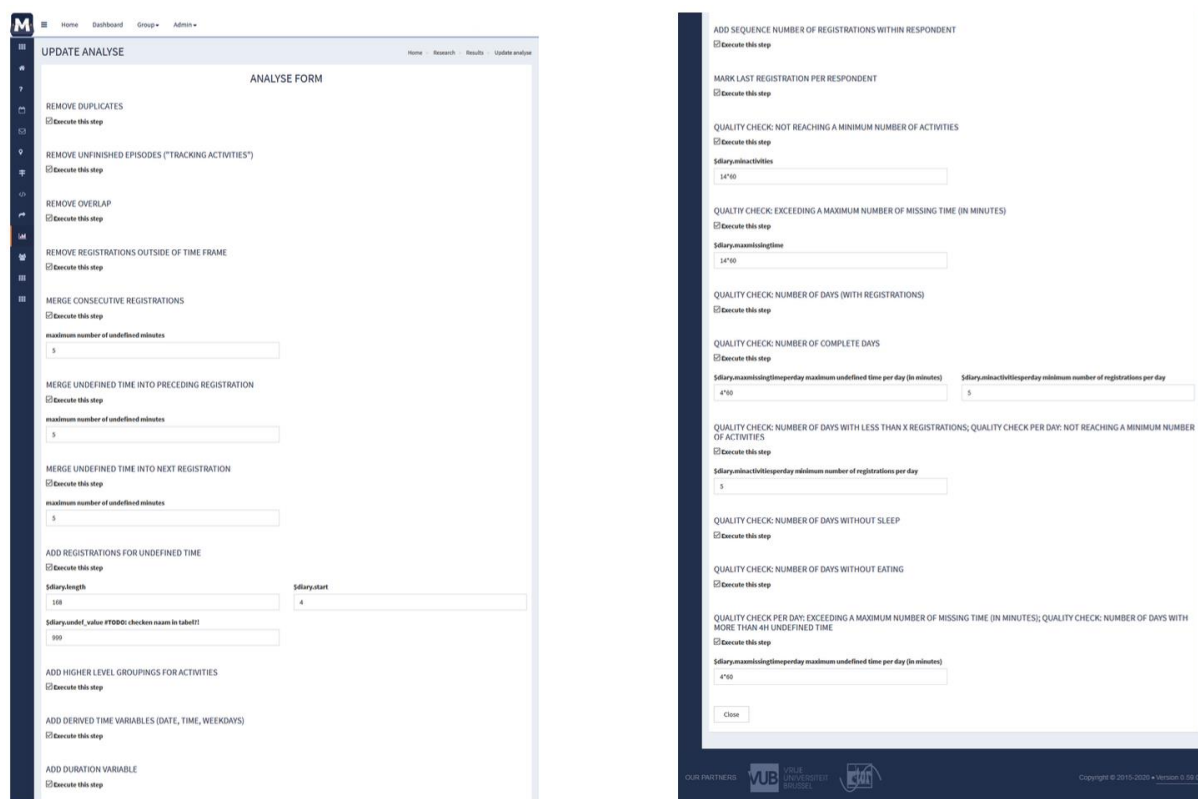 M
Home Dashboard Group Admin
UPDATE ANALYSE
Home Research Results Update analyse
ANALYSE FORM
REMOVE DUPLICATES
Execute this step
REMOVE UNFINISHED EPISODES ("TRACKING ACTIVITIES")
Execute this step
REMOVE OVERLAP
Execute this step
REMOVE REGISTRATIONS OUTSIDE OF TIME FRAME
Execute this step
MERGE CONSECUTIVE REGISTRATIONS
Execute this step
maximum number of undefined minutes
5
MERGE UNDEFINED TIME INTO PRECEDING REGISTRATION
Execute this step
maximum number of undefined minutes
5
MERGE UNDEFINED TIME INTO NEXT REGISTRATION
Execute this step
maximum number of undefined minutes
5
ADD REGISTRATIONS FOR UNDEFINED TIME
Execute this step
$diary.length $diary.start
168 4
$diary.undef_value #TODO: checken naam in tabel?!
999
ADD HIGHER LEVEL GROUPINGS FOR ACTIVITIES
Execute this step
ADD DERIVED TIME VARIABLES (DATE, TIME, WEEKDAYS)
Execute this step
ADD DURATION VARIABLE
Execute this step
ADD SEQUENCE NUMBER OF REGISTRATIONS WITHIN RESPONDENT
Execute this step
MARK LAST REGISTRATION PER RESPONDENT
Execute this step
QUALITY CHECK: NOT REACHING A MINIMUM NUMBER OF ACTIVITIES
Execute this step
$diary.minactivities
14*60
QUALTIY CHECK: EXCEEDING A MAXIMUM NUMBER OF MISSING TIME (IN MINUTES)
Execute this step
$diary.maxmissingtime
14*60
QUALITY CHECK: NUMBER OF DAYS (WITH REGISTRATIONS)
Execute this step
QUALITY CHECK: NUMBER OF COMPLETE DAYS
Execute this step
$diary.maxmissingtimeperday maximum undefined time per day (in minutes) $diary.minactivitiesperday minimum number of registrations per day
4*60 5
QUALITY CHECK: NUMBER OF DAYS WITH LESS THAN X REGISTRATIONS; QUALITY CHECK PER DAY: NOT REACHING A MINIMUM NUMBER
OF ACTIVITIES
Execute this step
$diary.minactivitiesperday minimum number of registrations per day
5
QUALITY CHECK: NUMBER OF DAYS WITHOUT SLEEP
Execute this step
QUALITY CHECK: NUMBER OF DAYS WITHOUT EATING
Execute this step
QUALITY CHECK PER DAY: EXCEEDING A MAXIMUM NUMBER OF MISSING TIME (IN MINUTES); QUALITY CHECK: NUMBER OF DAYS WITH
MORE THAN 4H UNDEFINED TIME
Execute this step
$diary.maxmissingtimeperday maximum undefined time per day (in minutes)
4*60
Close
OUR PARTNERS VUB VRIJE
UNIVERSITEIT
BRUSSEL
Copyright © 2015-2020 • Version 0.59